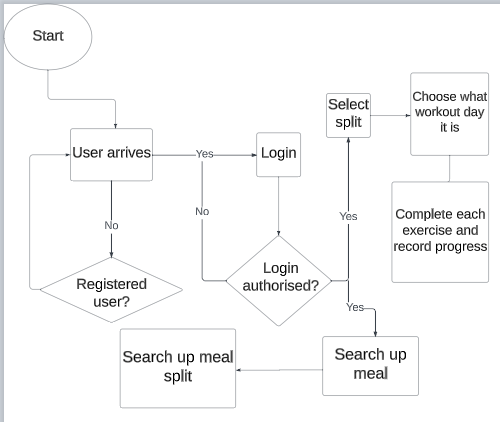 Start
User arrives
Yes
Login
Select
split
Choose what
workout day
it is
No
No
Yes
Complete each
exercise and
record progress
Registered
user?
Login
authorised?
Yes
Search up meal
split
Search up
meal